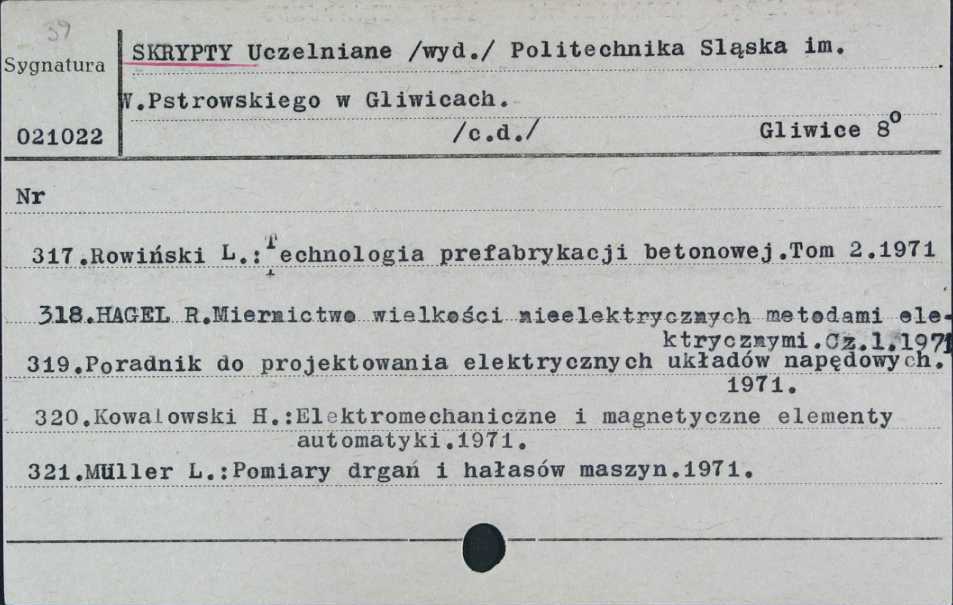 39
SKRYPTY Uczelniane /wyd./ Politechnika Sląska im.
Sygnatura
W.Pstrowskiego w Gliwicach.
021022
/c.d./ Gliwice 8°
Nr
317.Rowiński L.:Technologia prefabrykacji betonowej.Tom 2.1971
318.HAGEL R.Miernictwo wielkości nieelektrycznych metodami ele-
ktrycznymi.Cz.1.1971
319.Poradnik do projektowania elektrycznych układów napędowych.
1971.
320.Kowalowski H.:Elektromechaniczne i magnetyczne elementy
automatyki.1971.
321.Müller L.:Pomiary drgań i hałasów maszyn.1971.